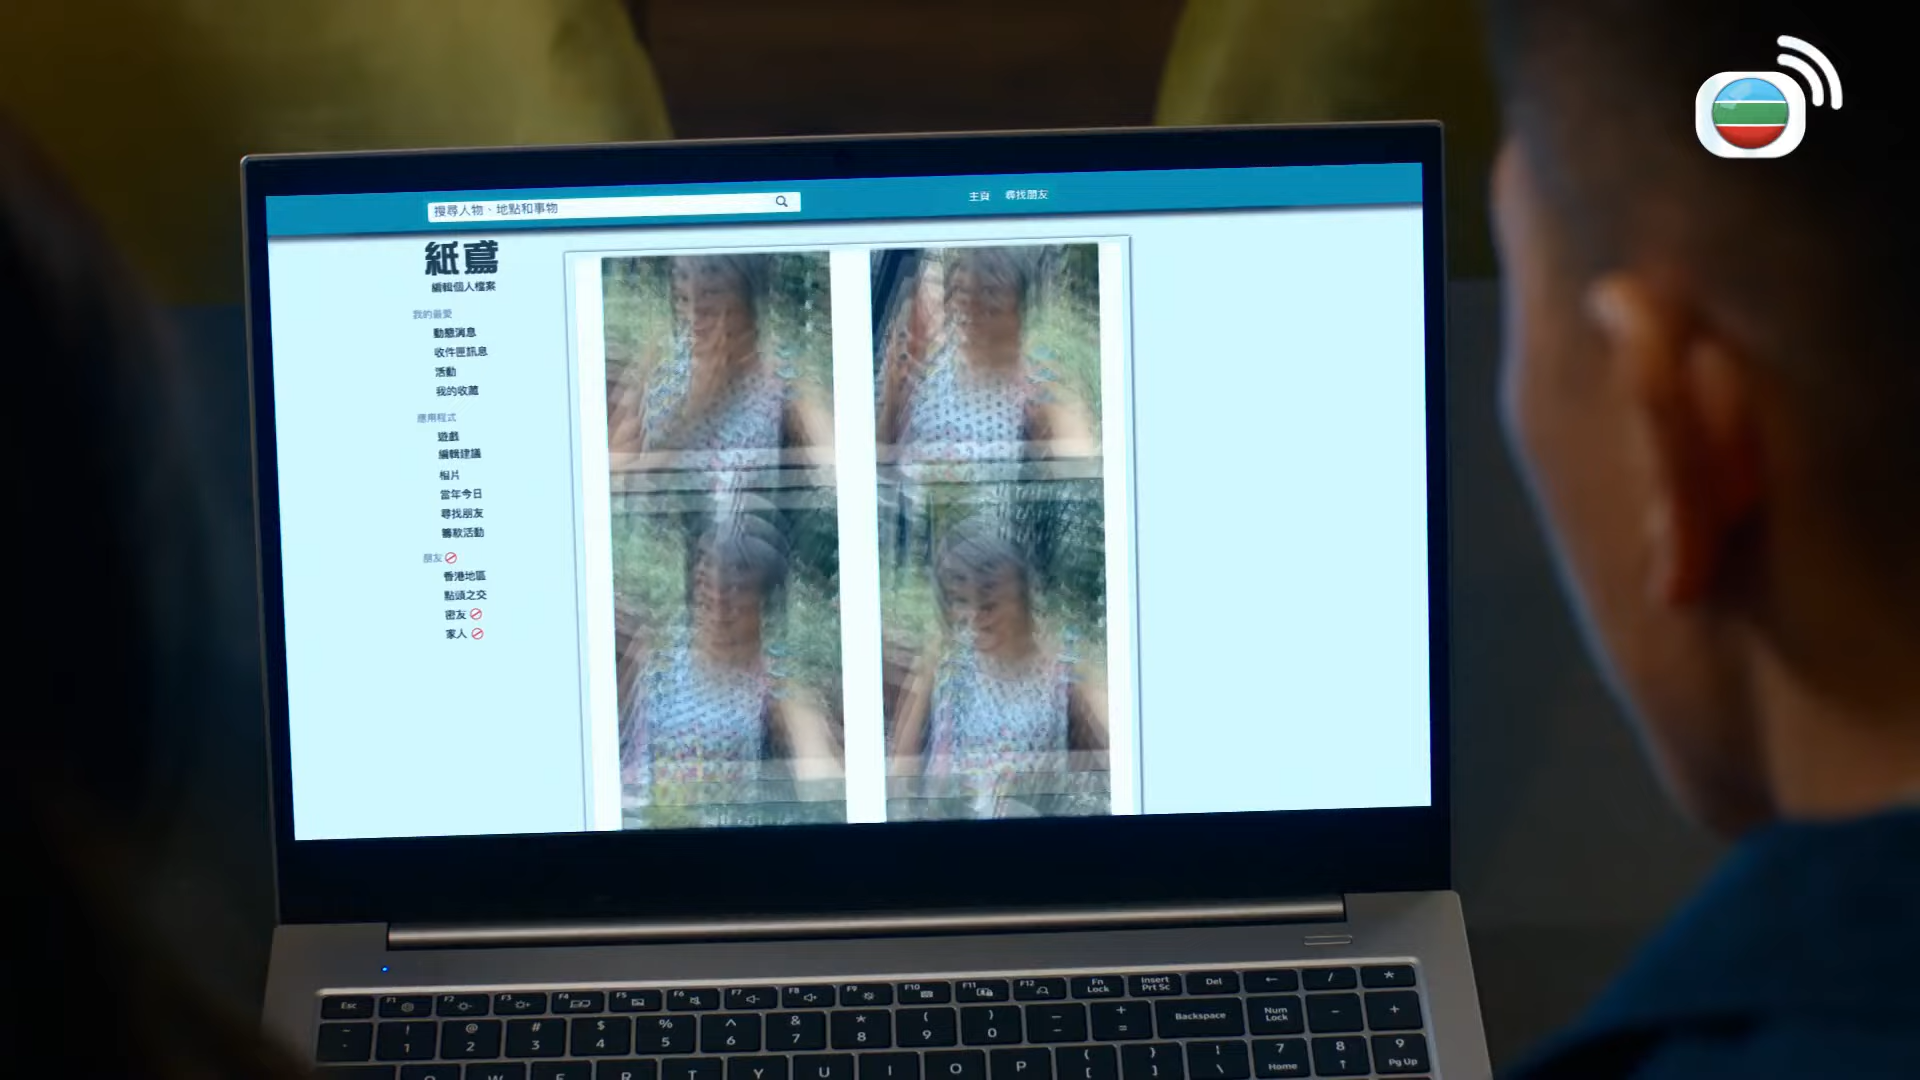 搜尋人物、地點和事物
主頁 尋找朋友
紙鳶
編輯個人檔案
我的最愛
動態消息
收件匣訊息
活動
我的收藏
應用程式
遊戲
編輯建議
相片
當年今日
尋找朋友
籌款活動
朋友
香港地區
點頭之交
密友
家人
Esc F1 F2 F3 F4 F5 F6 F7 F8 F9 F10 F11 F12 Fn Lock Insert Prt Sc Del ← / *
~ ! @ # $ % ^ & * ( ) — + Backspace Num Lock - +
1 2 3 4 5 6 7 8 9 0 - =
Q W E R T Y U I O P { [ } ] | \ 7 Home 8 ↑ 9 Pg Up